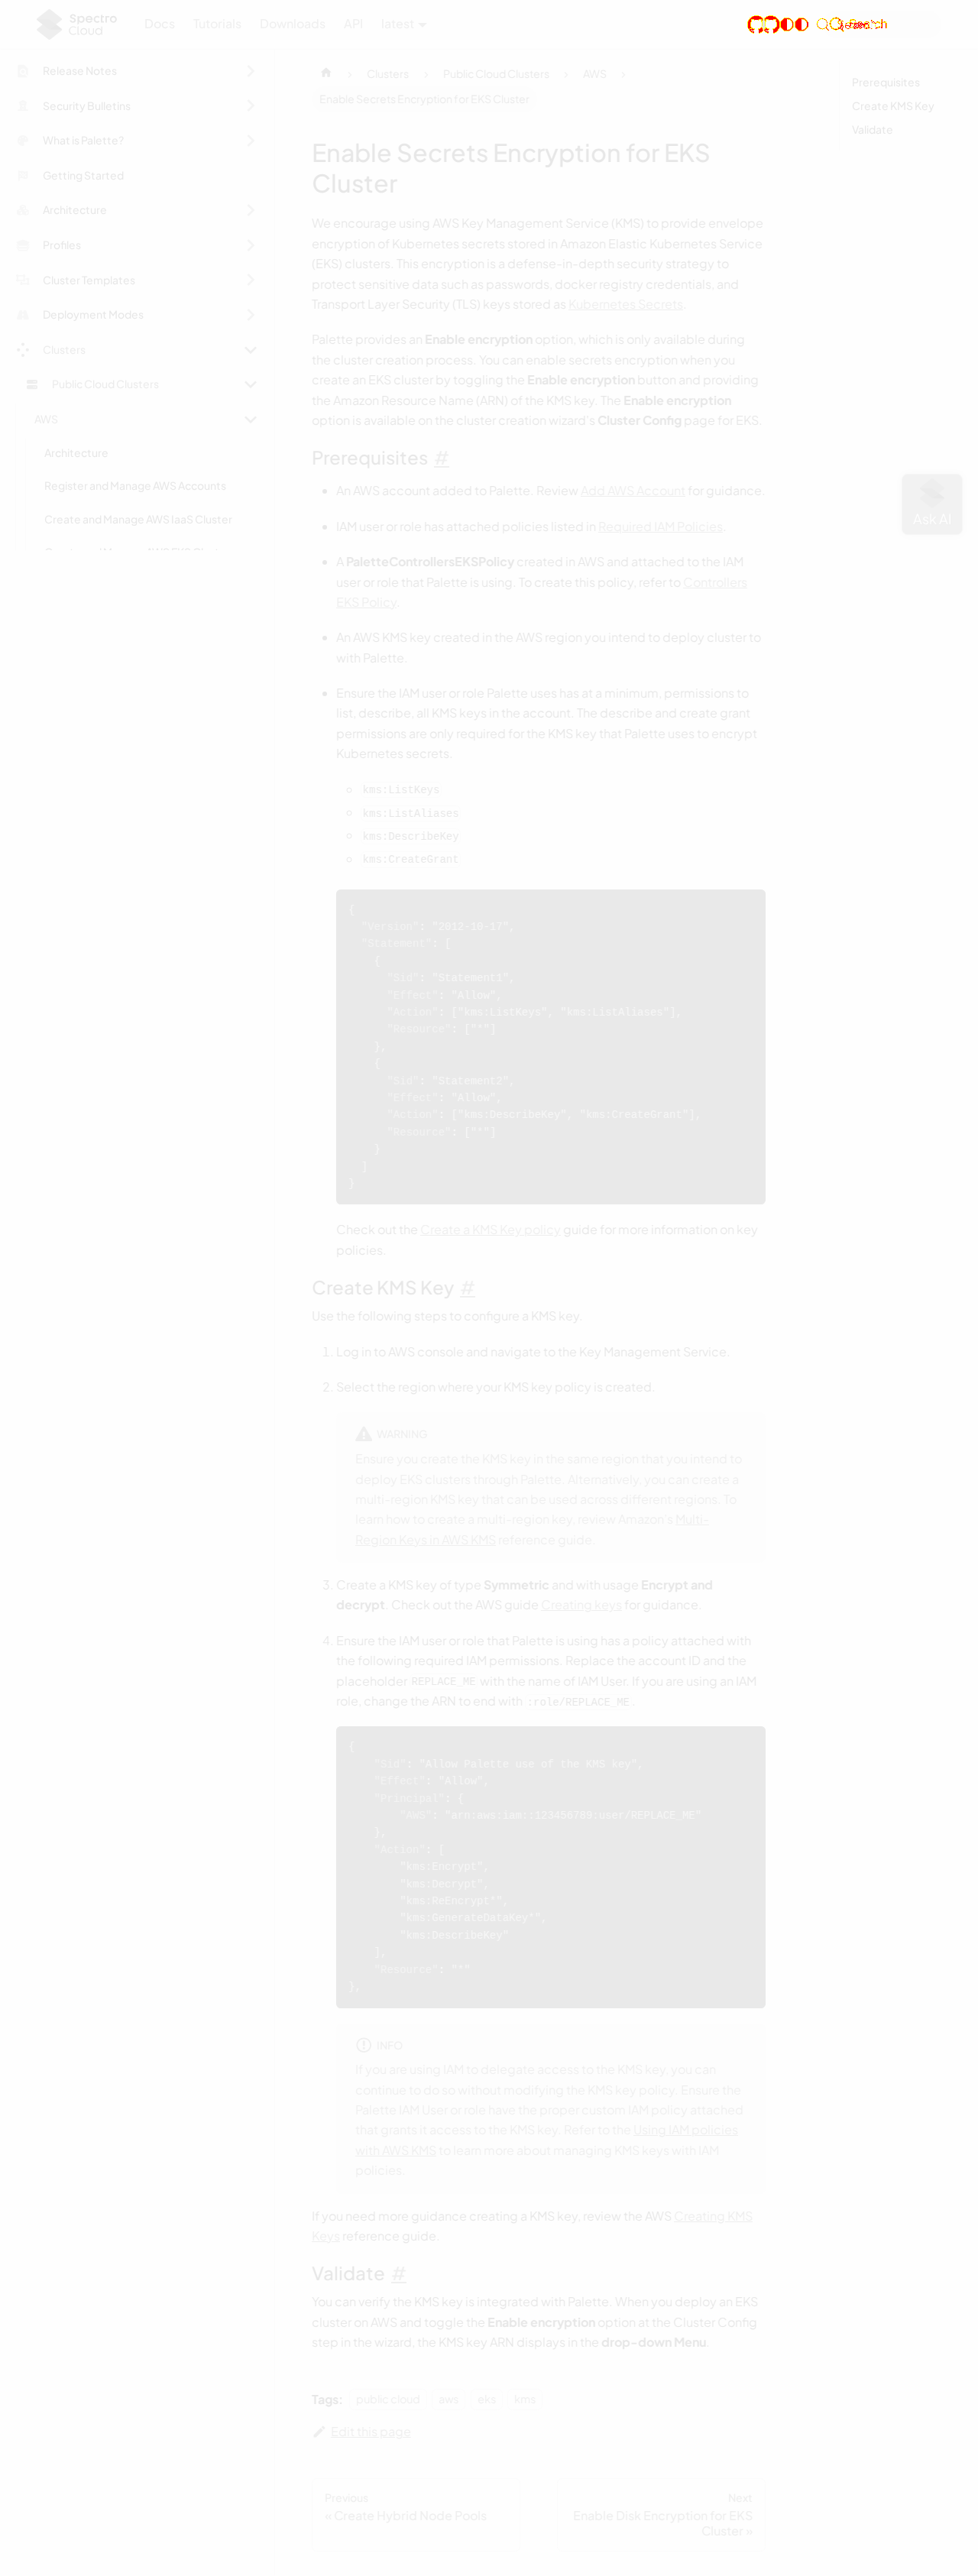 Spectro
Cloud
Docs
Tutorials
Downloads
API
latest
Release Notes
Security Bulletins
What is Palette?
Getting Started
Architecture
Profiles
Cluster Templates
Deployment Modes
Clusters
Public Cloud Clusters
AWS
Architecture
Register and Manage AWS Accounts
Create and Manage AWS IaaS Cluster
Clusters
Public Cloud Clusters
AWS
Enable Secrets Encryption for EKS Cluster
Prerequisites
Create KMS Key
Validate
Enable Secrets Encryption for EKS
Cluster
We encourage using AWS Key Management Service (KMS) to provide envelope
encryption of Kubernetes secrets stored in Amazon Elastic Kubernetes Service
(EKS) clusters. This encryption is a defense-in-depth security strategy to
protect sensitive data such as passwords, docker registry credentials, and
Transport Layer Security (TLS) keys stored as Kubernetes Secrets.
Palette provides an Enable encryption option, which is only available during
the cluster creation process. You can enable secrets encryption when you
create an EKS cluster by toggling the Enable encryption button and providing
the Amazon Resource Name (ARN) of the KMS key. The Enable encryption
option is available on the cluster creation wizard's Cluster Config page for EKS.
Prerequisites #
• An AWS account added to Palette. Review Add AWS Account for guidance.
• IAM user or role has attached policies listed in Required IAM Policies.
• A PaletteControllersEKSPolicy created in AWS and attached to the IAM
user or role that Palette is using. To create this policy, refer to Controllers
EKS Policy.
• An AWS KMS key created in the AWS region you intend to deploy cluster to
with Palette.
• Ensure the IAM user or role Palette uses has at a minimum, permissions to
list, describe, all KMS keys in the account. The describe and create grant
permissions are only required for the KMS key that Palette uses to encrypt
Kubernetes secrets.
kms:ListKeys
kms:ListAliases
kms:DescribeKey
kms:CreateGrant
{
"Version": "2012-10-17",
"Statement": [
{
"Sid": "Statement1",
"Effect": "Allow",
"Action": ["kms:ListKeys", "kms:ListAliases"],
"Resource": ["*"]
},
{
"Sid": "Statement2",
"Effect": "Allow",
"Action": ["kms:DescribeKey", "kms:CreateGrant"],
"Resource": ["*"]
}
]
}
Check out the Create a KMS Key policy guide for more information on key
policies.
Create KMS Key #
Use the following steps to configure a KMS key.
1. Log in to AWS console and navigate to the Key Management Service.
2. Select the region where your KMS key policy is created.
WARNING
Ensure you create the KMS key in the same region that you intend to
deploy EKS clusters through Palette. Alternatively, you can create a
multi-region KMS key that can be used across different regions. To
learn how to create a multi-region key, review Amazon's Multi-
Region Keys in AWS KMS reference guide.
3. Create a KMS key of type Symmetric and with usage Encrypt and
decrypt. Check out the AWS guide Creating keys for guidance.
4. Ensure the IAM user or role that Palette is using has a policy attached with
the following required IAM permissions. Replace the account ID and the
placeholder REPLACE_ME with the name of IAM User. If you are using an IAM
role, change the ARN to end with :role/REPLACE_ME.
{
"Sid": "Allow Palette use of the KMS key",
"Effect": "Allow",
"Principal": {
"AWS": "arn:aws:iam::123456789:user/REPLACE_ME"
},
"Action": [
"kms:Encrypt",
"kms:Decrypt",
"kms:ReEncrypt*",
"kms:GenerateDataKey*",
"kms:DescribeKey"
],
"Resource": "*"
},
INFO
If you are using IAM to delegate access to the KMS key, you can
continue to do so without modifying the KMS key policy. Ensure the
Palette IAM User or role have the proper custom IAM policy attached
that grants it access to the KMS key. Refer to the Using IAM policies
with AWS KMS to learn more about managing KMS keys with IAM
policies.
If you need more guidance creating a KMS key, review the AWS Creating KMS
Keys reference guide.
Validate #
You can verify the KMS key is integrated with Palette. When you deploy an EKS
cluster on AWS and toggle the Enable encryption option at the Cluster Config
step in the wizard, the KMS key ARN displays in the drop-down Menu.
Tags: public cloud aws eks kms
Edit this page
Previous
« Create Hybrid Node Pools
Next
Enable Disk Encryption for EKS
Cluster »
Ask AI